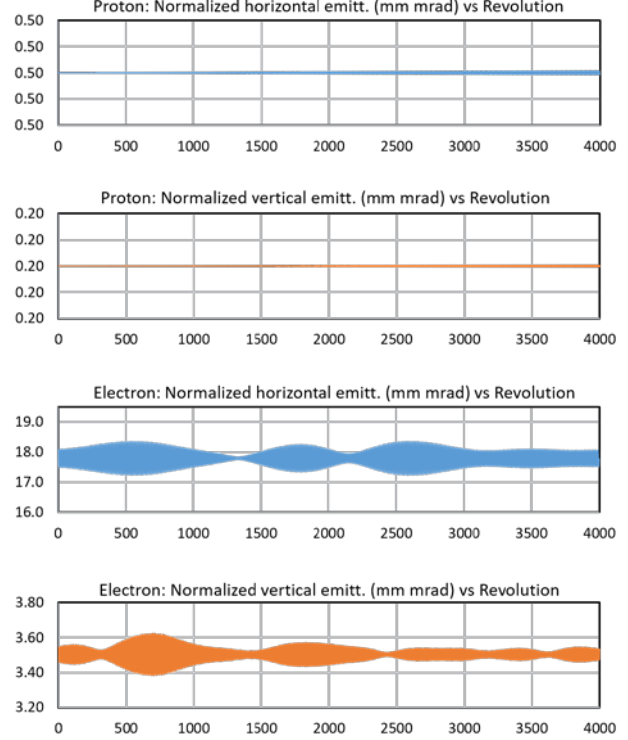 Proton: Normalized horizontal emitt. (mm mrad) vs Revolution
0.50
0.50
0.50
0.50
0.50
0 500 1000 1500 2000 2500 3000 3500 4000
Proton: Normalized vertical emitt. (mm mrad) vs Revolution
0.20
0.20
0.20
0.20
0.20
0 500 1000 1500 2000 2500 3000 3500 4000
Electron: Normalized horizontal emitt. (mm mrad) vs Revolution
19.0
18.0
17.0
16.0
0 500 1000 1500 2000 2500 3000 3500 4000
Electron: Normalized vertical emitt. (mm mrad) vs Revolution
3.80
3.60
3.40
3.20
0 500 1000 1500 2000 2500 3000 3500 4000